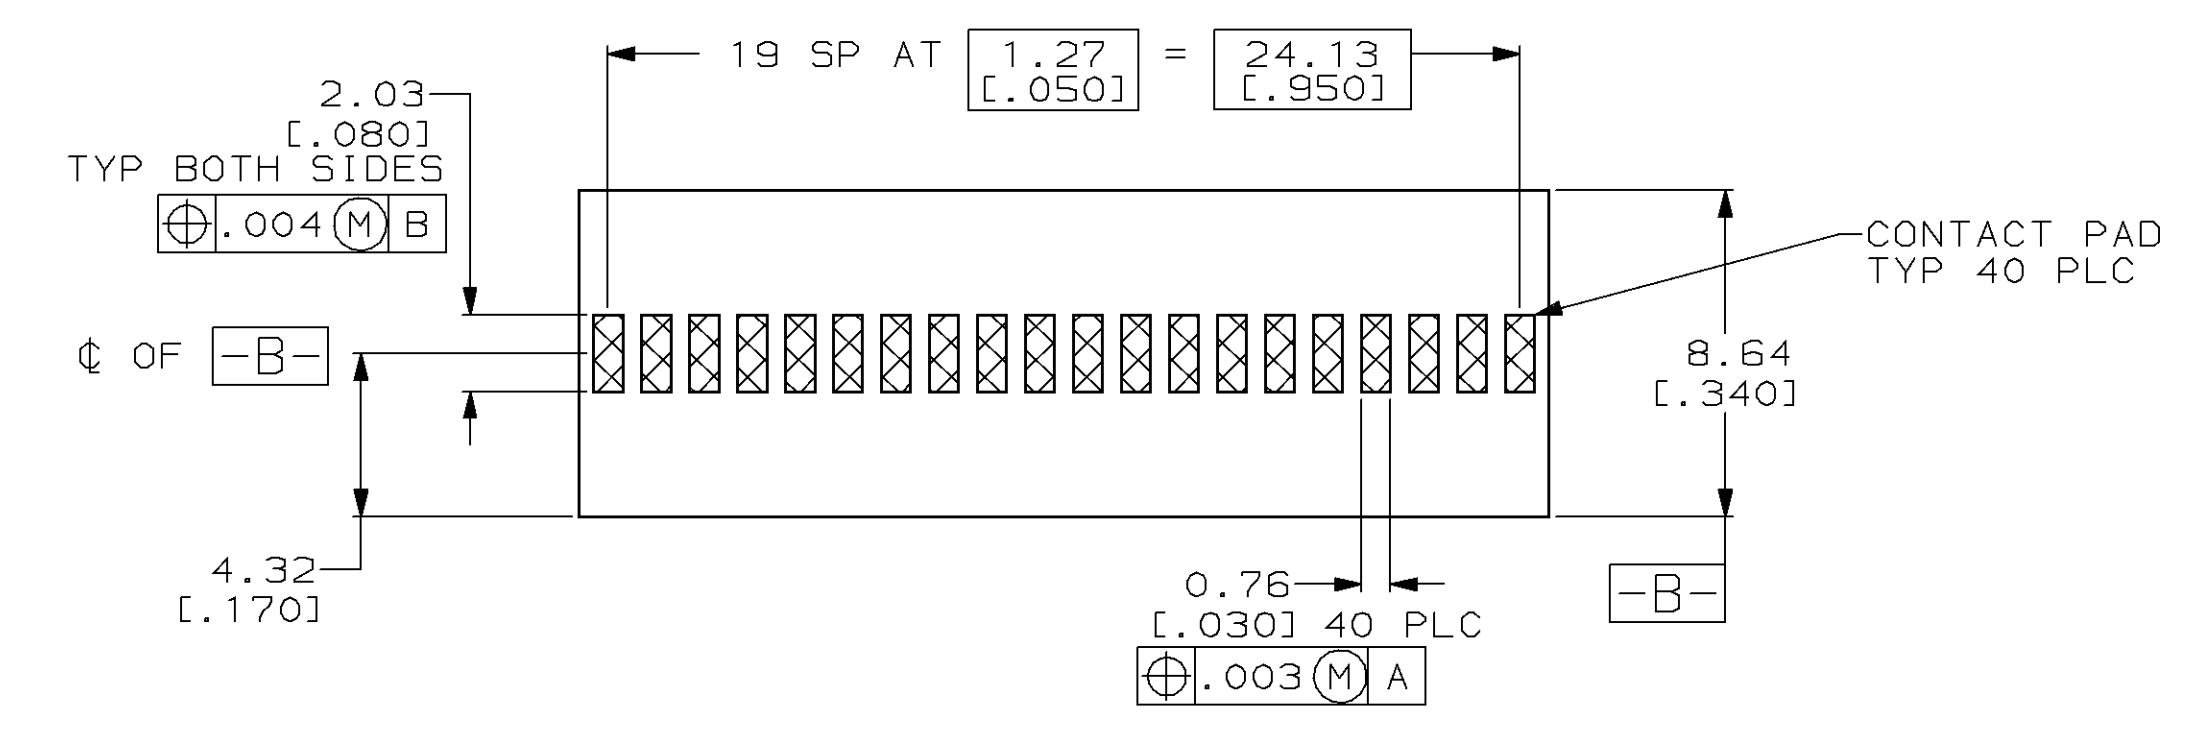 19 SP AT 1.27 = 24.13
[.050] [.950]
2.03
[.080]
TYP BOTH SIDES
⌖ .004 Ⓜ B
CONTACT PAD
TYP 40 PLC
℄ OF -B-
8.64
[.340]
4.32
[.170]
0.76
[.030] 40 PLC
-B-
⌖ .003 Ⓜ A